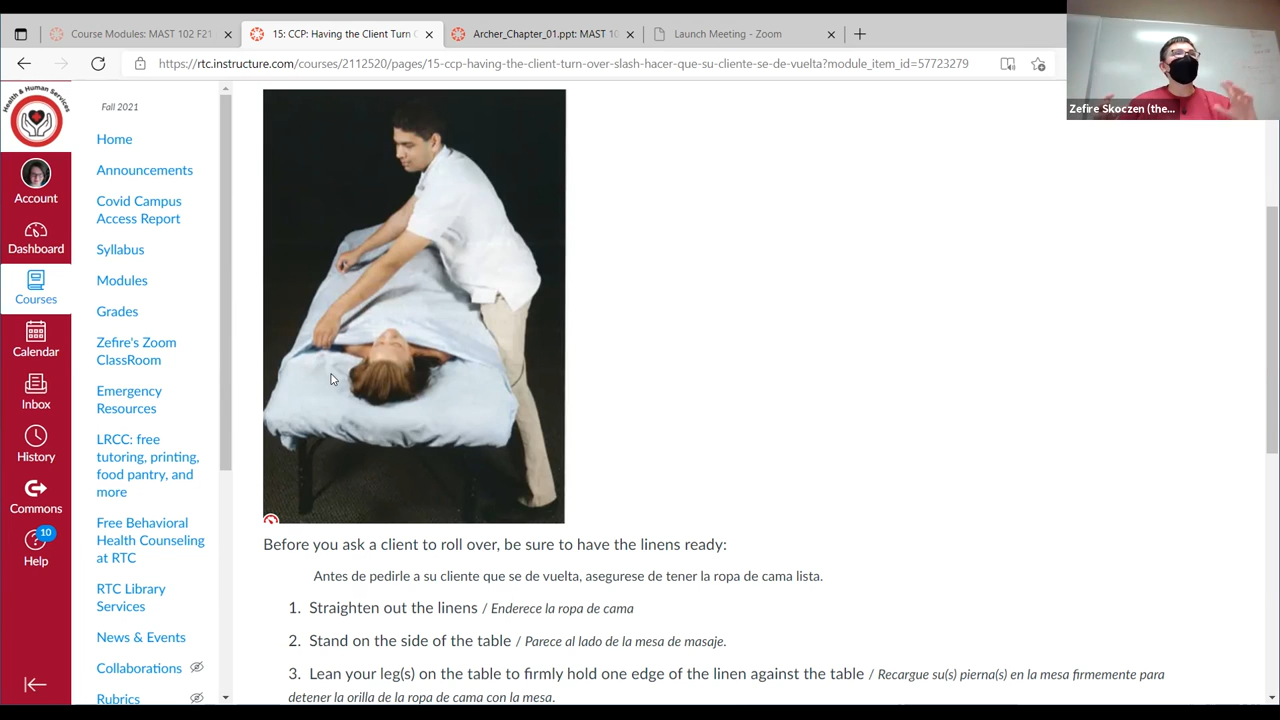 Course Modules: MAST 102 F21
15: CCP: Having the Client Turn
Archer_Chapter_01.ppt: MAST 10
Launch Meeting - Zoom
https://rtc.instructure.com/courses/2112520/pages/15-ccp-having-the-client-turn-over-slash-hacer-que-su-cliente-se-de-vuelta?module_item_id=57723279
Zefire Skoczen (the...
Health & Human Services
Account
Dashboard
Courses
Calendar
Inbox
History
Commons
10
Help
Fall 2021
Home
Announcements
Covid Campus
Access Report
Syllabus
Modules
Grades
Zefire's Zoom
ClassRoom
Emergency
Resources
LRCC: free
tutoring, printing,
food pantry, and
more
Free Behavioral
Health Counseling
at RTC
RTC Library
Services
News & Events
Collaborations
Rubrics
Before you ask a client to roll over, be sure to have the linens ready:
Antes de pedirle a su cliente que se de vuelta, asegurese de tener la ropa de cama lista.
1. Straighten out the linens / Enderece la ropa de cama
2. Stand on the side of the table / Parece al lado de la mesa de masaje.
3. Lean your leg(s) on the table to firmly hold one edge of the linen against the table / Recargue su(s) pierna(s) en la mesa firmemente para
detener la orilla de la ropa de cama con la mesa.